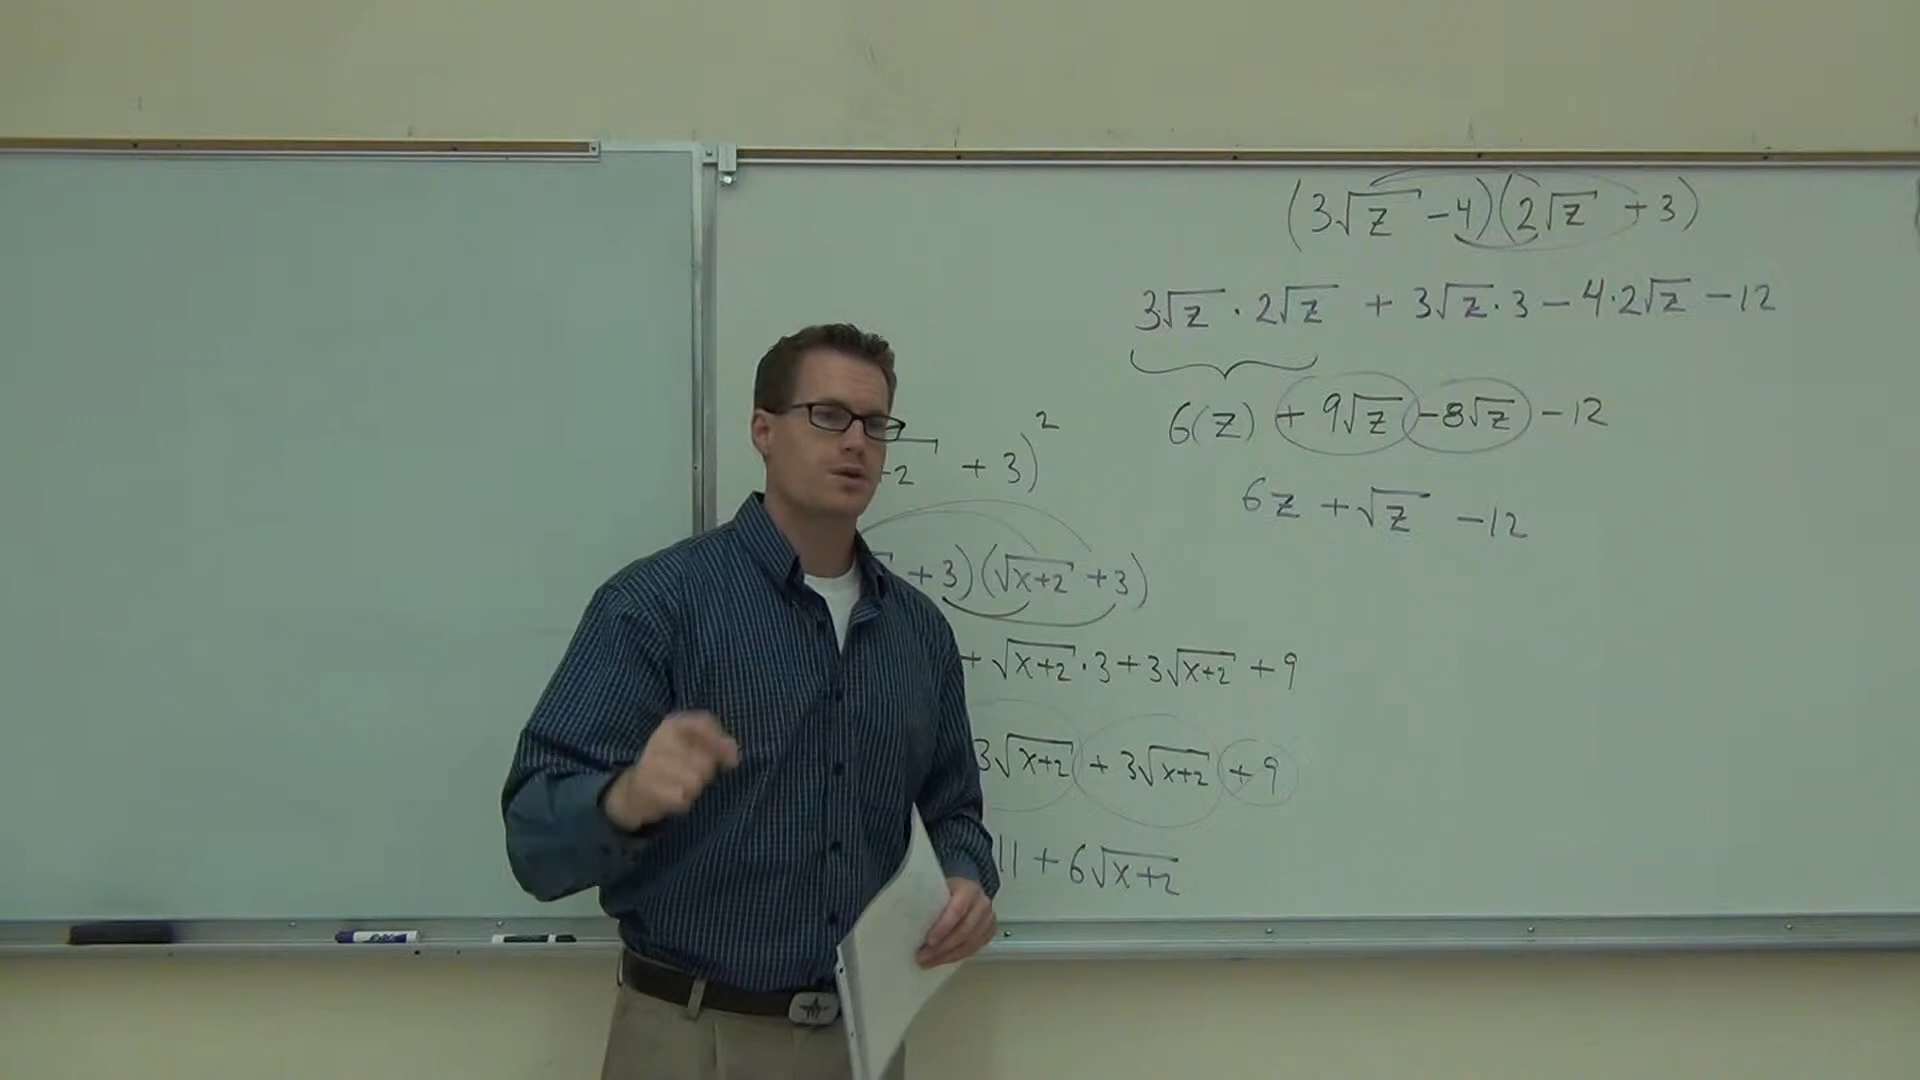 (3√z - 4)(2√z + 3)
3√z · 2√z + 3√z · 3 - 4 · 2√z - 12
6(z) + 9√z - 8√z - 12
6z + √z - 12
+ 3)²
+ 3)(√x+2 + 3)
+ √x+2 · 3 + 3√x+2 + 9
3√x+2 + 3√x+2 + 9
11 + 6√x+2